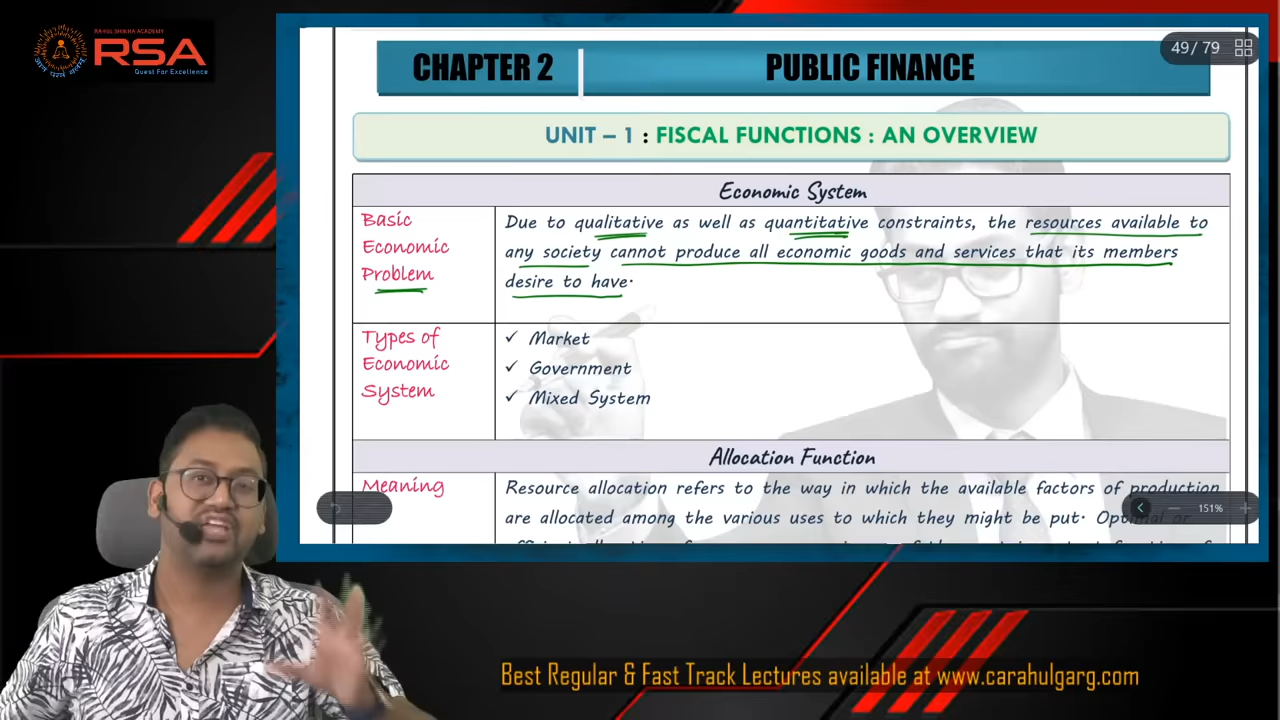 RAHUL SHIKHA ACADEMY
RSA
Quest For Excellence
49 / 79
CHAPTER 2
PUBLIC FINANCE
UNIT – 1 : FISCAL FUNCTIONS : AN OVERVIEW
Economic System
Basic
Economic
Problem
Due to qualitative as well as quantitative constraints, the resources available to
any society cannot produce all economic goods and services that its members
desire to have.
Types of
Economic
System
✓ Market
✓ Government
✓ Mixed System
Allocation Function
Meaning
Resource allocation refers to the way in which the available factors of production
are allocated among the various uses to which they might be put. Optimal or
151%
Best Regular & Fast Track Lectures available at www.carahulgarg.com